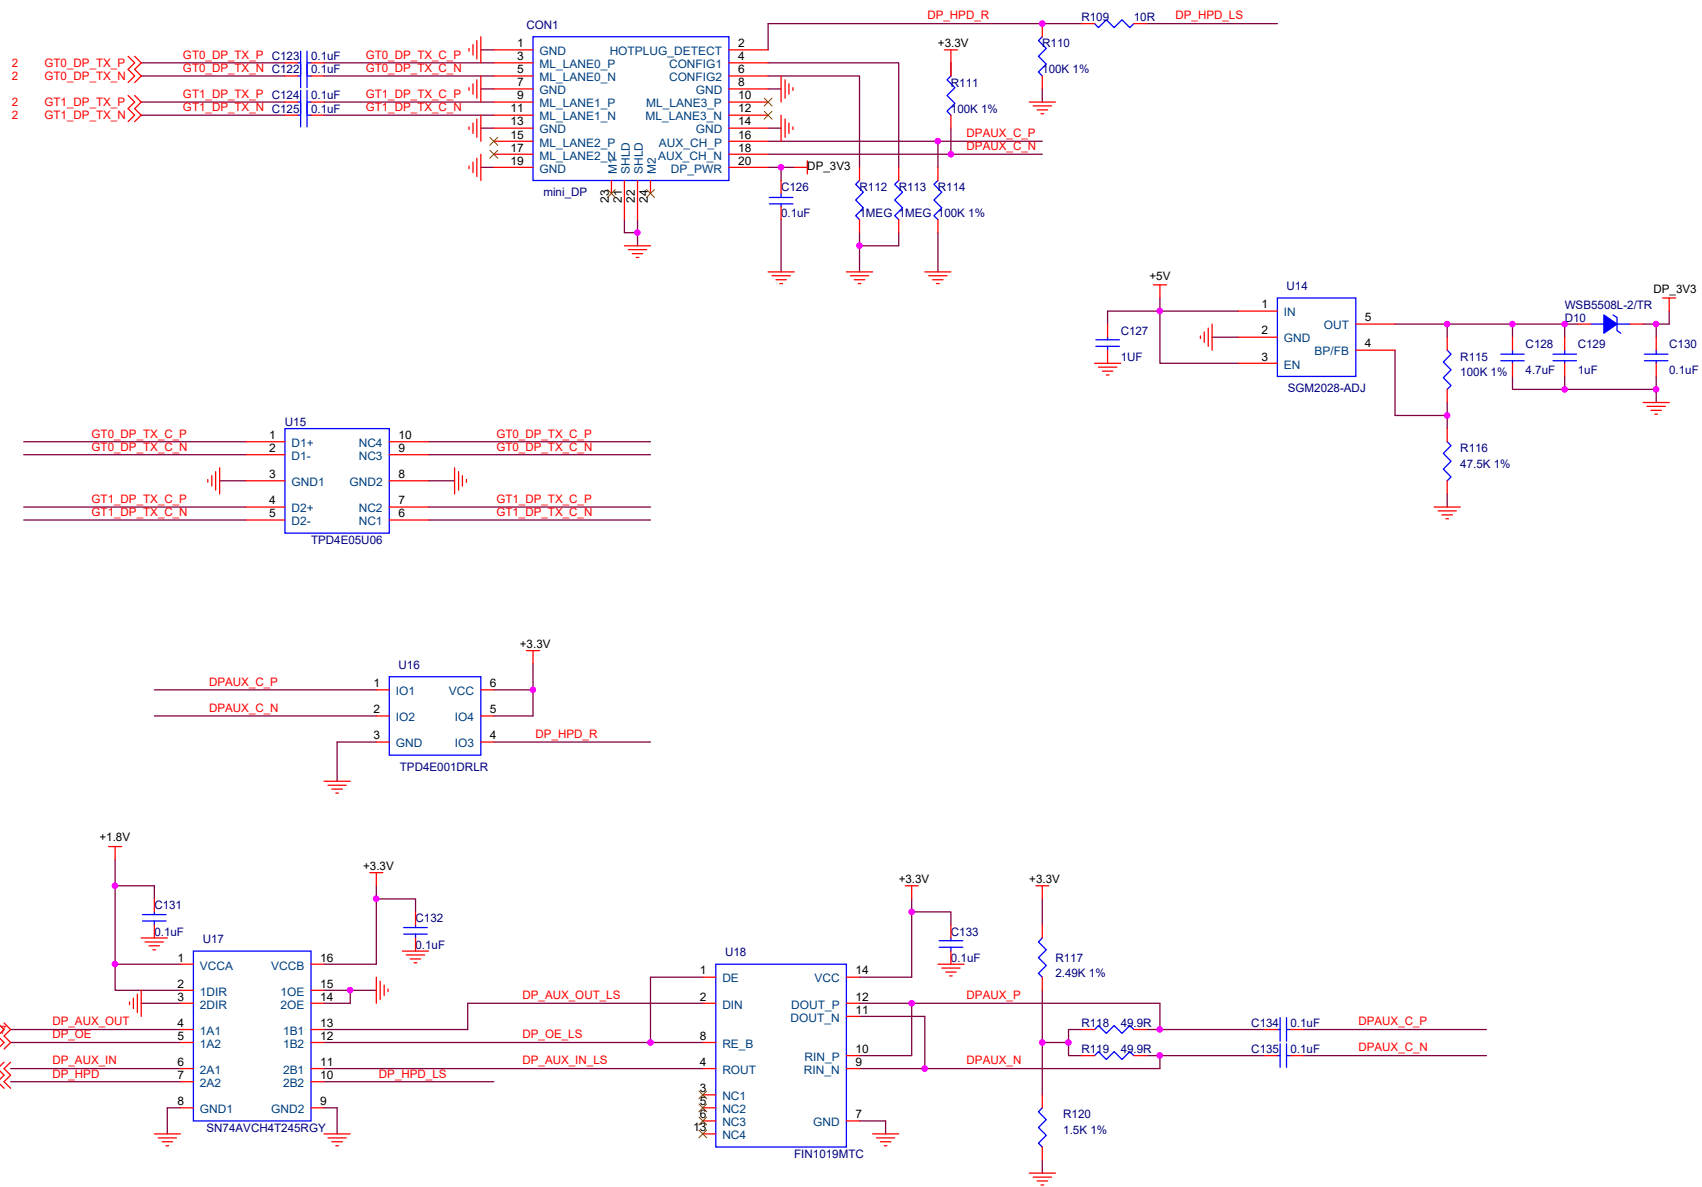 CON1
DP_HPD_R
R109 10R
DP_HPD_LS
+3.3V
R110
100K 1%
R111
100K 1%
2 GT0_DP_TX_P GT0_DP_TX_P C123 0.1uF GT0_DP_TX_C_P
2 GT0_DP_TX_N GT0_DP_TX_N C122 0.1uF GT0_DP_TX_C_N
2 GT1_DP_TX_P GT1_DP_TX_P C124 0.1uF GT1_DP_TX_C_P
2 GT1_DP_TX_N GT1_DP_TX_N C125 0.1uF GT1_DP_TX_C_N
1 GND HOTPLUG_DETECT 2
3 ML_LANE0_P CONFIG1 4
5 ML_LANE0_N CONFIG2 6
7 GND GND 8
9 ML_LANE1_P ML_LANE3_P 10
11 ML_LANE1_N ML_LANE3_N 12
13 GND GND 14
15 ML_LANE2_P AUX_CH_P 16 DPAUX_C_P
17 ML_LANE2_N AUX_CH_N 18 DPAUX_C_N
19 GND DP_PWR 20 DP_3V3
M1 SHLD SHLD M2
23 21 22 24
mini_DP
C126
0.1uF
R112
1MEG
R113
1MEG
R114
100K 1%
+5V
C127
1UF
U14
1 IN OUT 5
2 GND BP/FB 4
3 EN
SGM2028-ADJ
WSB5508L-2/TR
D10
DP_3V3
R115
100K 1%
C128
4.7uF
C129
1uF
C130
0.1uF
R116
47.5K 1%
U15
GT0_DP_TX_C_P 1 D1+ NC4 10 GT0_DP_TX_C_P
GT0_DP_TX_C_N 2 D1- NC3 9 GT0_DP_TX_C_N
3 GND1 GND2 8
GT1_DP_TX_C_P 4 D2+ NC2 7 GT1_DP_TX_C_P
GT1_DP_TX_C_N 5 D2- NC1 6 GT1_DP_TX_C_N
TPD4E05U06
+3.3V
U16
DPAUX_C_P 1 IO1 VCC 6
DPAUX_C_N 2 IO2 IO4 5
3 GND IO3 4 DP_HPD_R
TPD4E001DRLR
+1.8V
C131
0.1uF
+3.3V
C132
0.1uF
U17
1 VCCA VCCB 16
2 1DIR 1OE 15
3 2DIR 2OE 14
DP_AUX_OUT 4 1A1 1B1 13 DP_AUX_OUT_LS
DP_OE 5 1A2 1B2 12 DP_OE_LS
DP_AUX_IN 6 2A1 2B1 11 DP_AUX_IN_LS
DP_HPD 7 2A2 2B2 10 DP_HPD_LS
8 GND1 GND2 9
SN74AVCH4T245RGY
+3.3V
C133
0.1uF
U18
1 DE VCC 14
2 DIN DOUT_P 12 DPAUX_P
DOUT_N 11
8 RE_B RIN_P 10
4 ROUT RIN_N 9 DPAUX_N
3 NC1
5 NC2
6 NC3 GND 7
13 NC4
FIN1019MTC
+3.3V
R117
2.49K 1%
R118 49.9R C134 0.1uF DPAUX_C_P
R119 49.9R C135 0.1uF DPAUX_C_N
R120
1.5K 1%